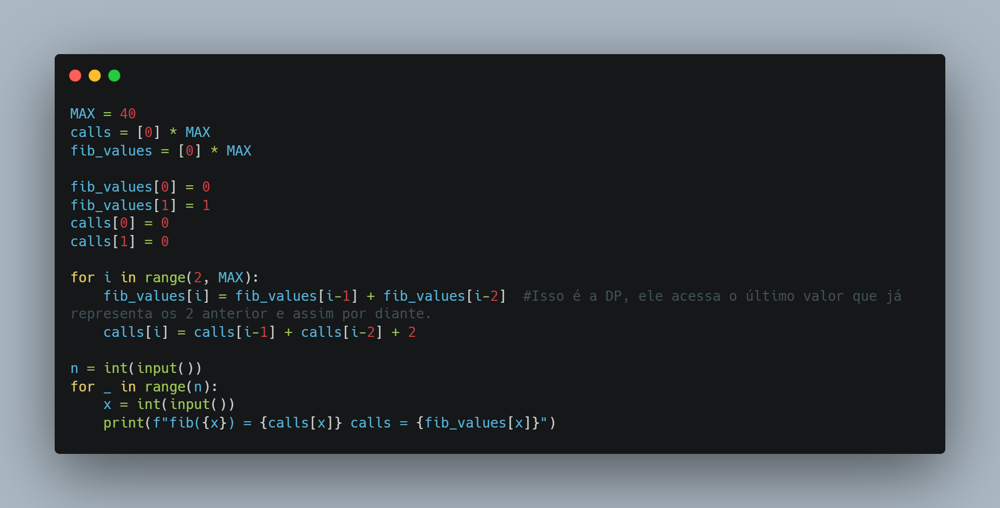 MAX = 40
calls = [0] * MAX
fib_values = [0] * MAX

fib_values[0] = 0
fib_values[1] = 1
calls[0] = 0
calls[1] = 0

for i in range(2, MAX):
    fib_values[i] = fib_values[i-1] + fib_values[i-2]  #Isso é a DP, ele acessa o último valor que já
representa os 2 anterior e assim por diante.
    calls[i] = calls[i-1] + calls[i-2] + 2

n = int(input())
for _ in range(n):
    x = int(input())
    print(f"fib({x}) = {calls[x]} calls = {fib_values[x]}")